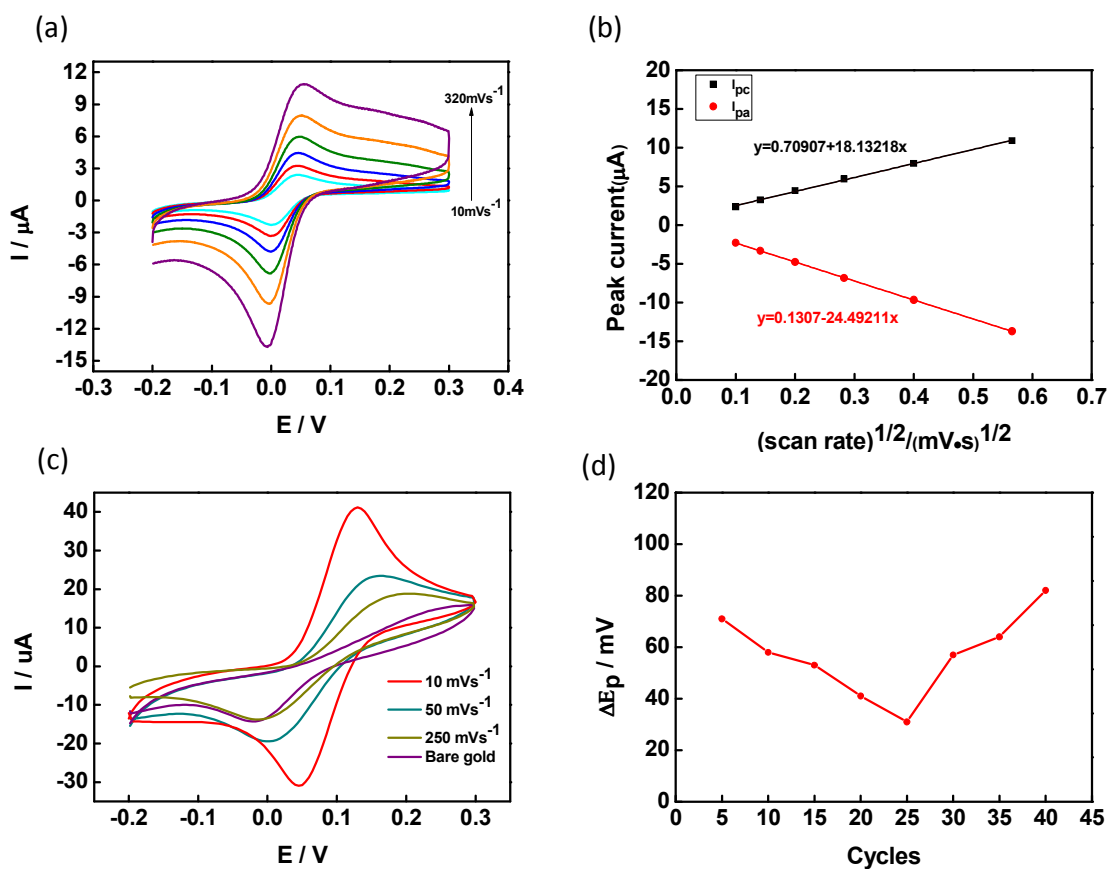 (a)
I / μA
12
9
6
3
0
-3
-6
-9
-12
-15
320mVs⁻¹
10mVs⁻¹
-0.3 -0.2 -0.1 0.0 0.1 0.2 0.3 0.4
E / V
(b)
Peak current(μA)
20
15
10
5
0
-5
-10
-15
-20
Ipc
Ipa
y=0.70907+18.13218x
y=0.1307-24.49211x
0.0 0.1 0.2 0.3 0.4 0.5 0.6 0.7
(scan rate)^1/2/(mV•s)^1/2
(c)
I / uA
40
30
20
10
0
-10
-20
-30
10 mVs⁻¹
50 mVs⁻¹
250 mVs⁻¹
Bare gold
-0.2 -0.1 0.0 0.1 0.2 0.3
E / V
(d)
ΔEp / mV
120
100
80
60
40
20
0
0 5 10 15 20 25 30 35 40 45
Cycles